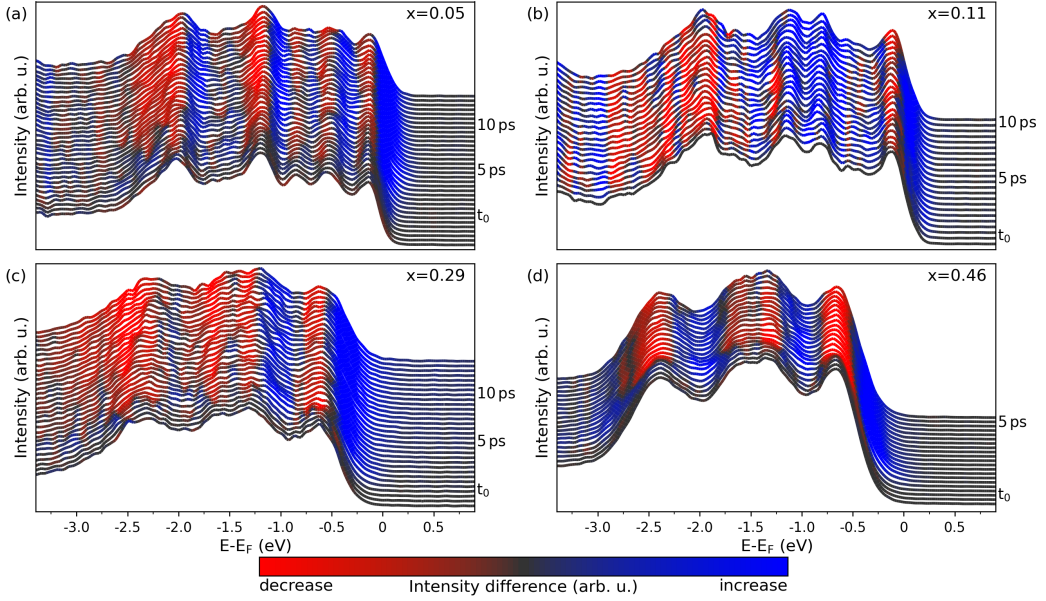 (a) x=0.05
Intensity (arb. u.)
10 ps
5 ps
t₀
(b) x=0.11
Intensity (arb. u.)
10 ps
5 ps
t₀
(c) x=0.29
Intensity (arb. u.)
10 ps
5 ps
t₀
-3.0 -2.5 -2.0 -1.5 -1.0 -0.5 0 0.5
E-E_F (eV)
(d) x=0.46
Intensity (arb. u.)
5 ps
t₀
-3.0 -2.5 -2.0 -1.5 -1.0 -0.5 0 0.5
E-E_F (eV)
decrease Intensity difference (arb. u.) increase